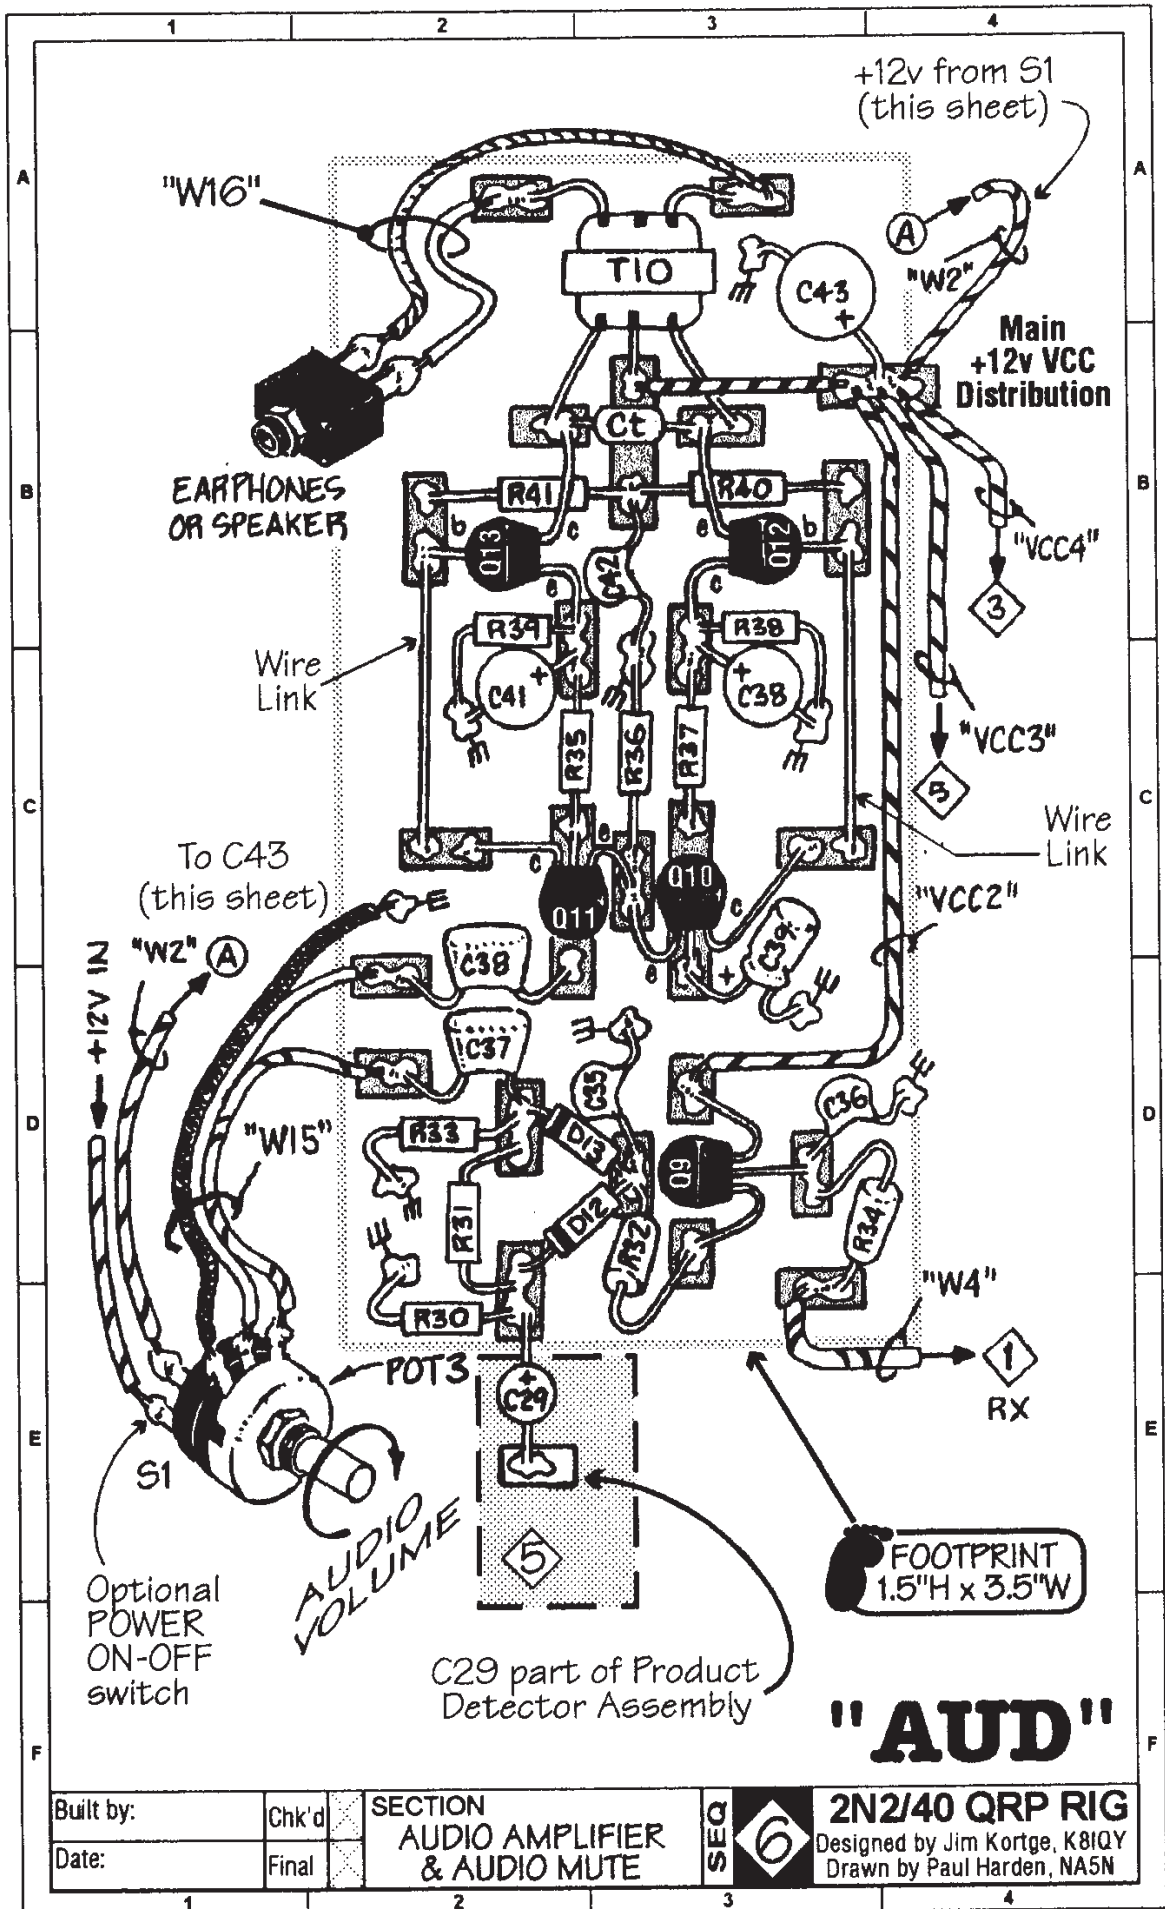 1 2 3 4
+12v from S1
(this sheet)
A
A
"W16"
A
T10
C43
+
"W2"
Main
+12v VCC
Distribution
Ct
EARPHONES
OR SPEAKER
B
B
R41
R40
b
Q13
c
e
e
Q12
b
c
C42
"VCC4"
3
R39
R38
Wire
Link
+
C41
+
C38
R35
R36
R37
"VCC3"
5
C
C
Wire
Link
To C43
(this sheet)
e
c
Q11
Q10
c
e
"VCC2"
"W2"
A
+12V IN
C38
C39
+
C37
C35
C36
D
D
"W15"
R33
D13
Q9
R31
D12
R32
R34
R30
"W4"
1
RX
POT3
+
C29
E
E
S1
AUDIO
VOLUME
5
FOOTPRINT
1.5"H x 3.5"W
Optional
POWER
ON-OFF
switch
C29 part of Product
Detector Assembly
"AUD"
F
F
Built by:
Chk'd
Date:
Final
SECTION
AUDIO AMPLIFIER
& AUDIO MUTE
SEQ
6
2N2/40 QRP RIG
Designed by Jim Kortge, K8IQY
Drawn by Paul Harden, NA5N
1 2 3 4